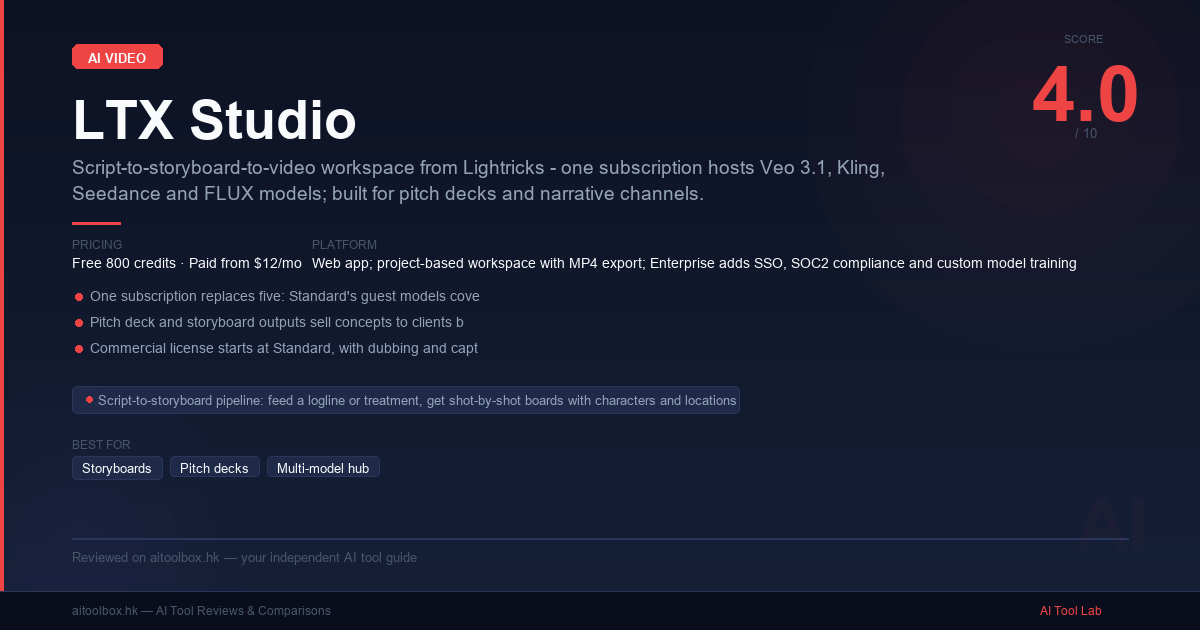 AI VIDEO
SCORE
4.0
/ 10
LTX Studio
Script-to-storyboard-to-video workspace from Lightricks - one subscription hosts Veo 3.1, Kling,
Seedance and FLUX models; built for pitch decks and narrative channels.
PRICING
Free 800 credits · Paid from $12/mo
PLATFORM
Web app; project-based workspace with MP4 export; Enterprise adds SSO, SOC2 compliance and custom model training
One subscription replaces five: Standard's guest models cove
Pitch deck and storyboard outputs sell concepts to clients b
Commercial license starts at Standard, with dubbing and capt
Script-to-storyboard pipeline: feed a logline or treatment, get shot-by-shot boards with characters and locations
BEST FOR
Storyboards
Pitch decks
Multi-model hub
AI
Reviewed on aitoolbox.hk — your independent AI tool guide
aitoolbox.hk — AI Tool Reviews & Comparisons
AI Tool Lab